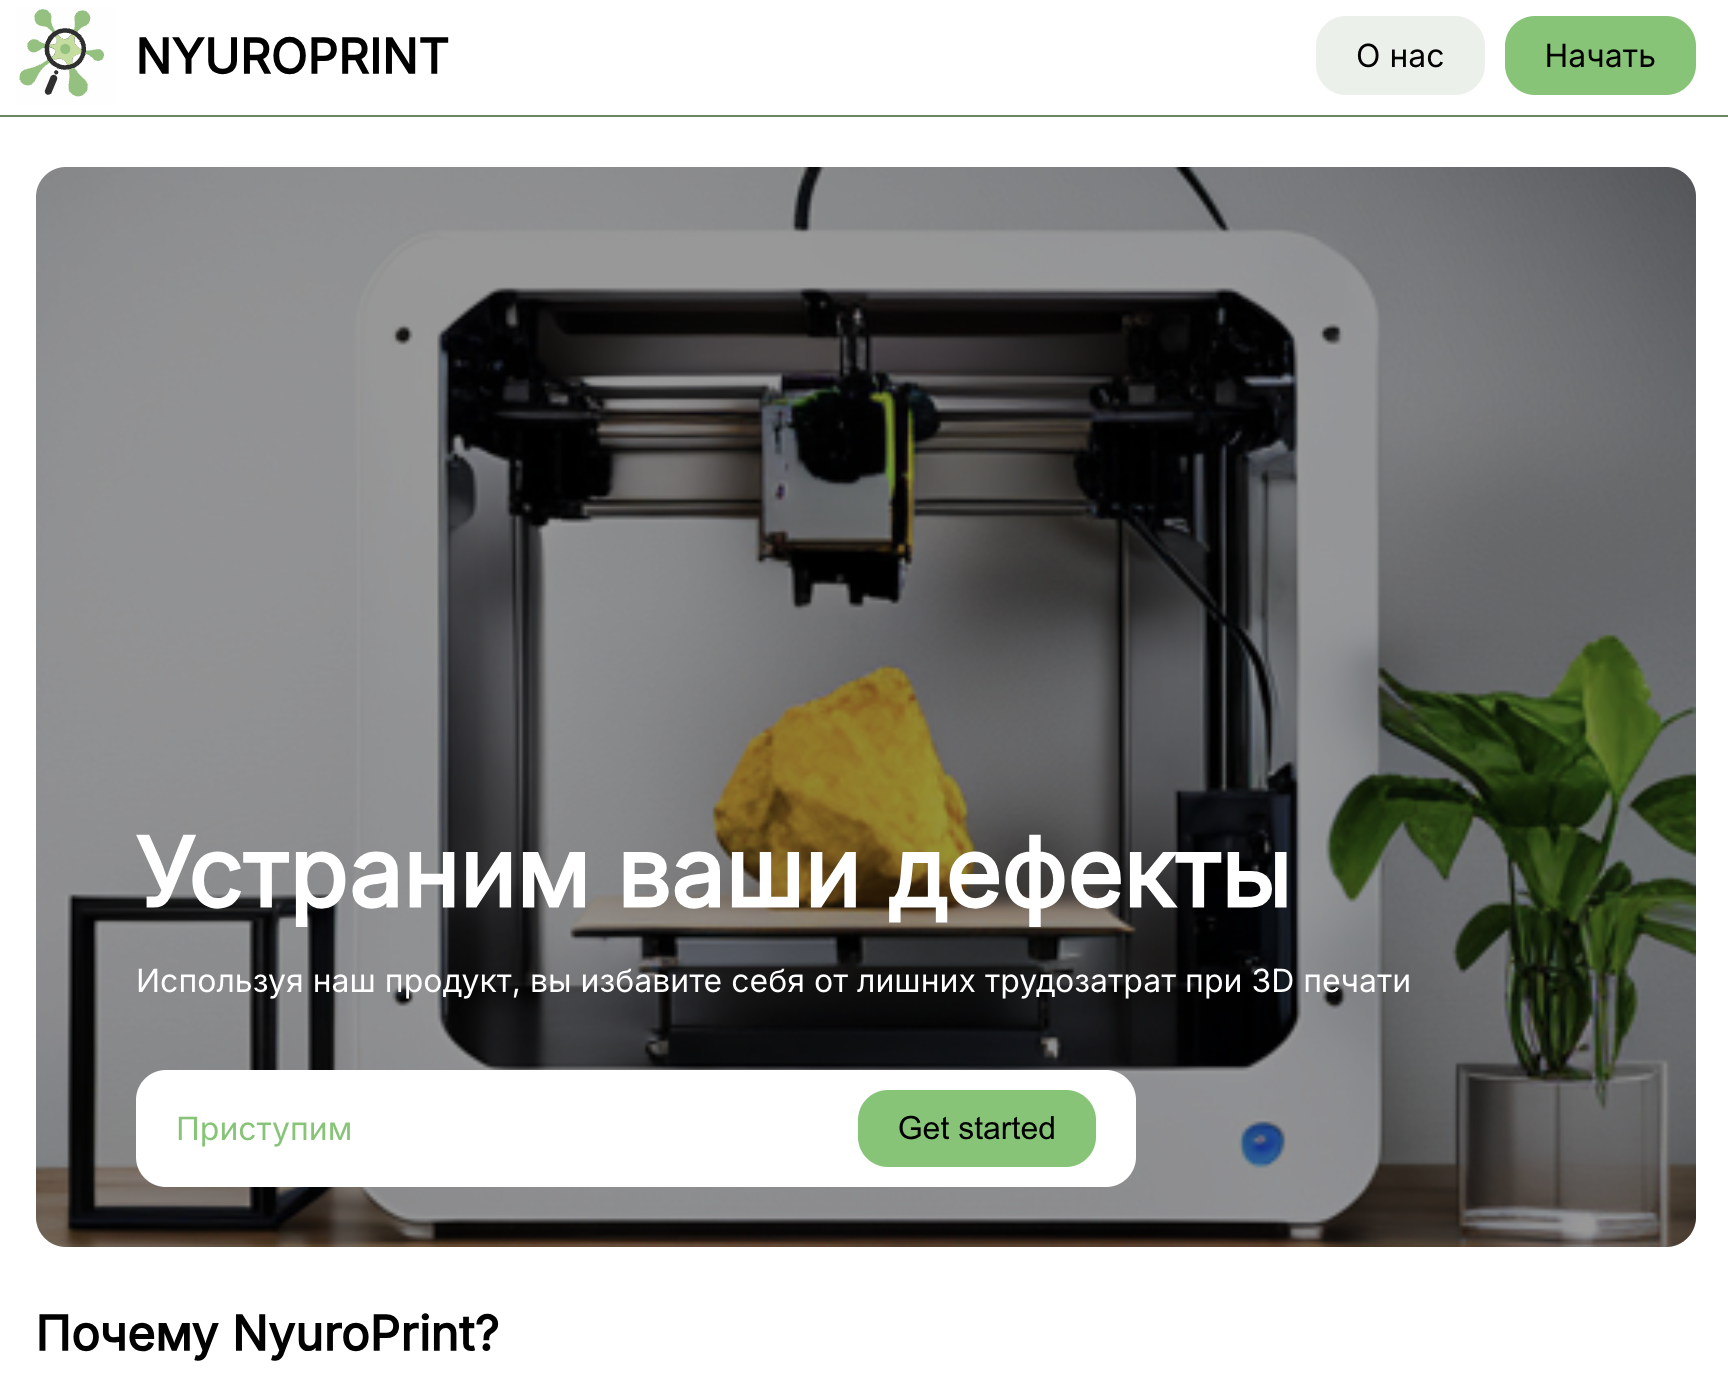 NYUROPRINT
О нас
Начать
Устраним ваши дефекты
Используя наш продукт, вы избавите себя от лишних трудозатрат при 3D печати
Приступим
Get started
Почему NyuroPrint?